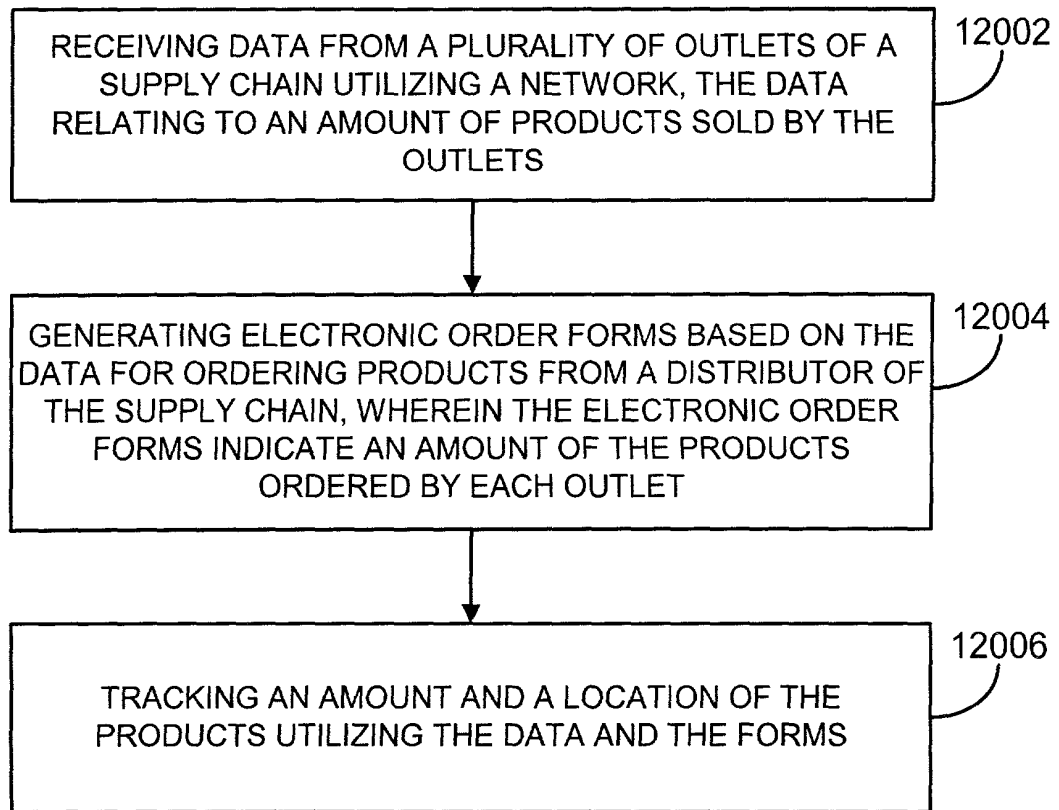 RECEIVING DATA FROM A PLURALITY OF OUTLETS OF A
SUPPLY CHAIN UTILIZING A NETWORK, THE DATA
RELATING TO AN AMOUNT OF PRODUCTS SOLD BY THE
OUTLETS
12002
GENERATING ELECTRONIC ORDER FORMS BASED ON THE
DATA FOR ORDERING PRODUCTS FROM A DISTRIBUTOR OF
THE SUPPLY CHAIN, WHEREIN THE ELECTRONIC ORDER
FORMS INDICATE AN AMOUNT OF THE PRODUCTS
ORDERED BY EACH OUTLET
12004
TRACKING AN AMOUNT AND A LOCATION OF THE
PRODUCTS UTILIZING THE DATA AND THE FORMS
12006